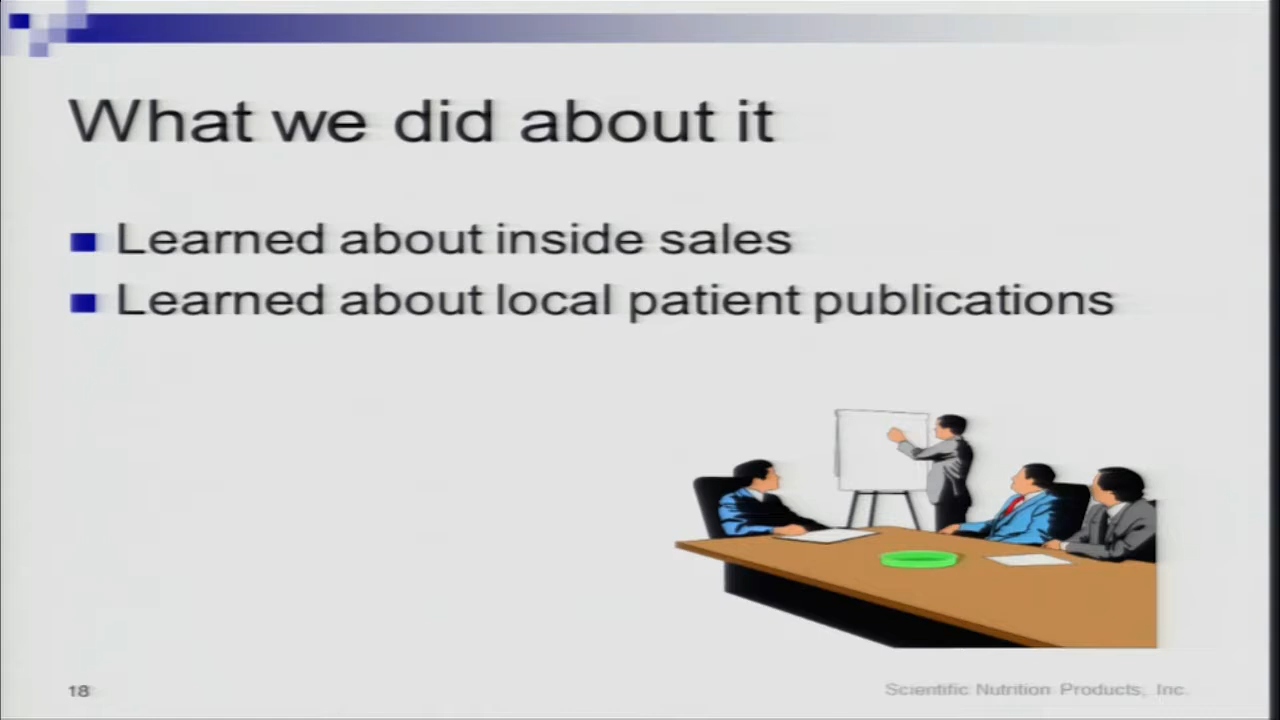 What we did about it
Learned about inside sales
Learned about local patient publications
18
Scientific Nutrition Products, Inc.